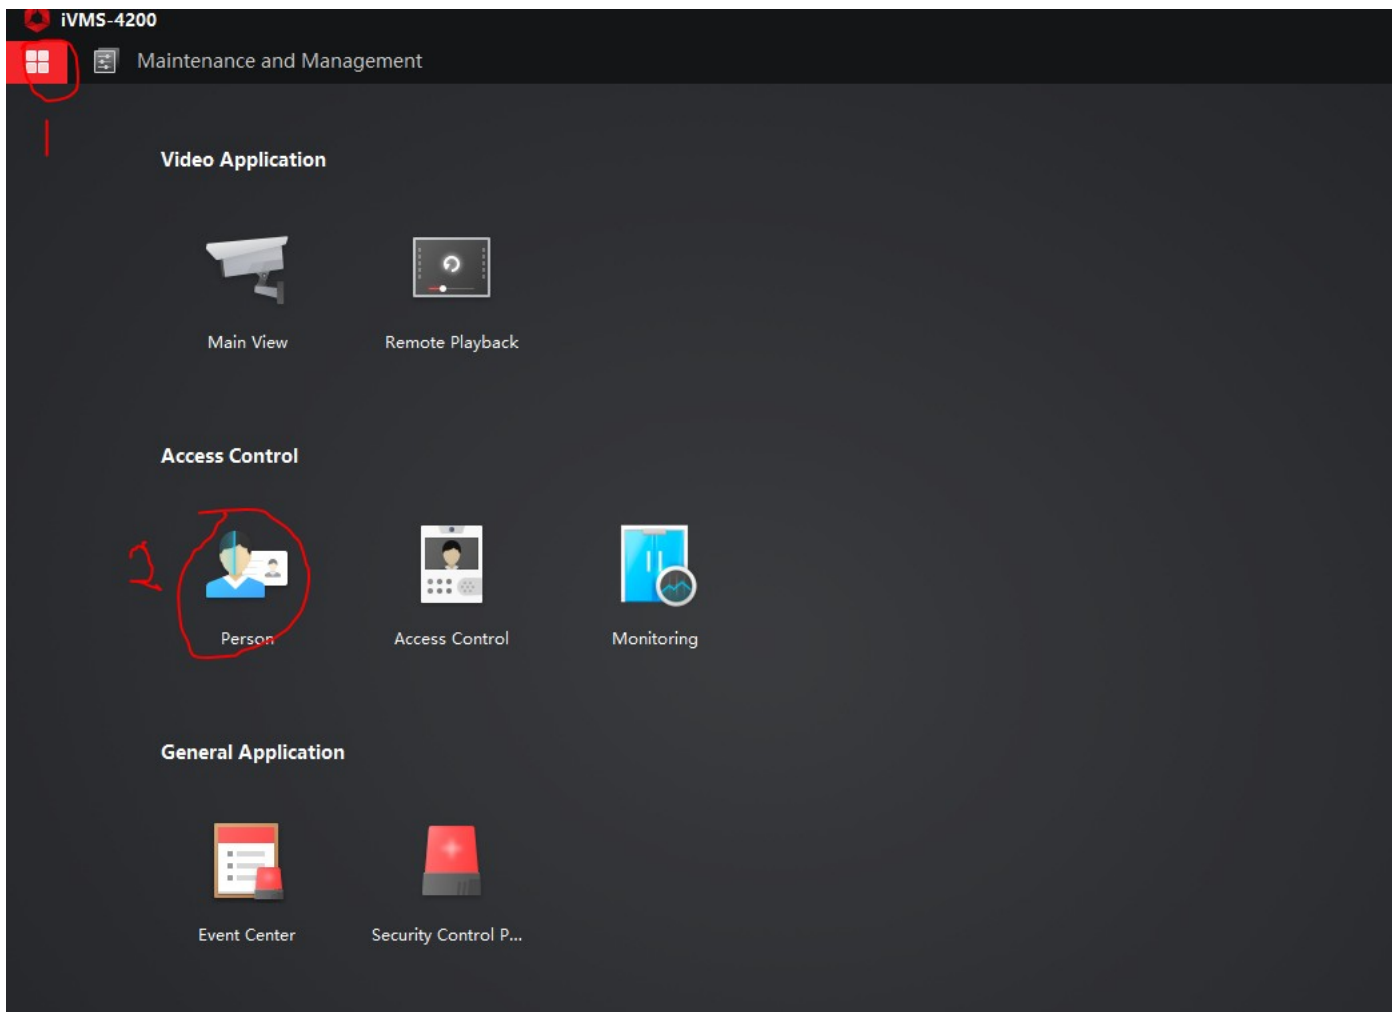 iVMS-4200
Maintenance and Management
1
Video Application
Main View
Remote Playback
Access Control
2
Person
Access Control
Monitoring
General Application
Event Center
Security Control P...